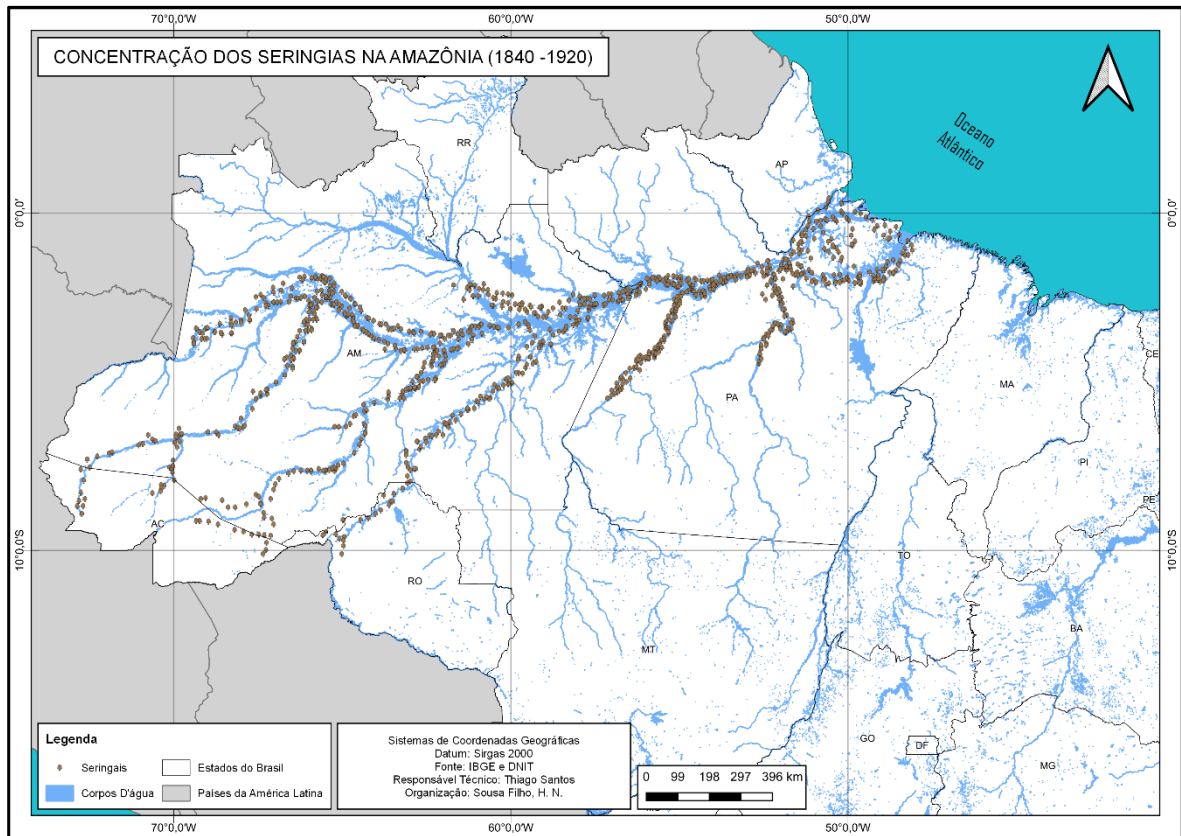 70°0,0'W 60°0,0'W 50°0,0'W
CONCENTRAÇÃO DOS SERINGIAS NA AMAZÔNIA (1840 -1920)
Oceano
Atlântico
RR
AP
0°0,0' 0°0,0'
AM
PA
MA
CE
PI
PE
AC
10°0,0'S 10°0,0'S
RO
TO
BA
MT
GO
DF
MG
Legenda
Seringais
Estados do Brasil
Corpos D'água
Países da América Latina
Sistemas de Coordenadas Geográficas
Datum: Sirgas 2000
Fonte: IBGE e DNIT
Responsável Técnico: Thiago Santos
Organização: Sousa Filho, H. N.
0 99 198 297 396 km
70°0,0'W 60°0,0'W 50°0,0'W